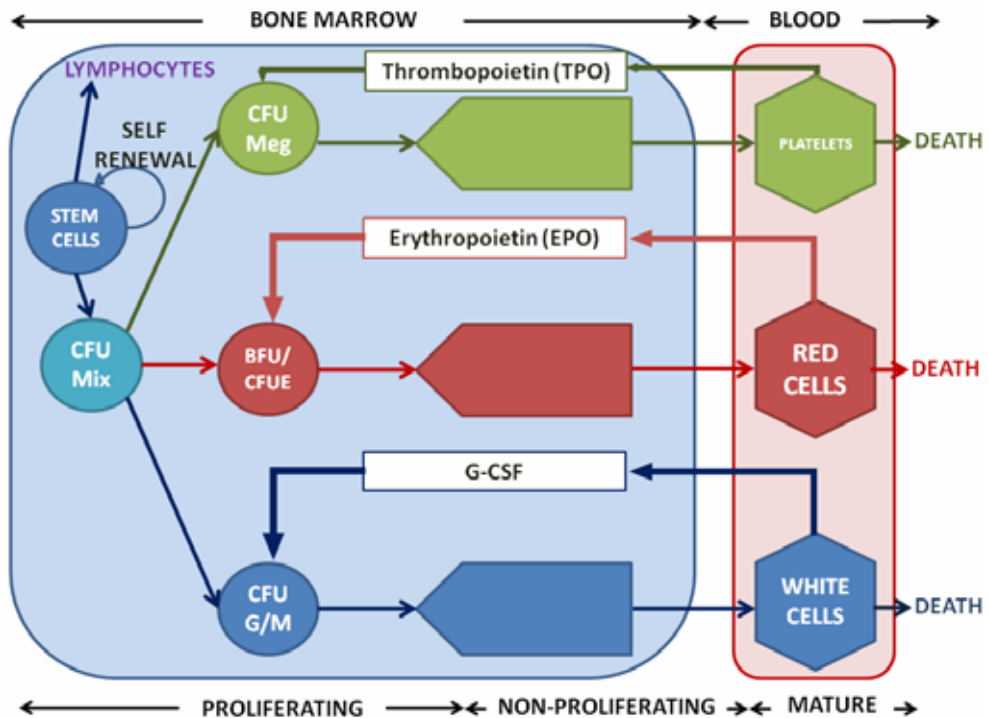 BONE MARROW
BLOOD
LYMPHOCYTES
Thrombopoietin (TPO)
CFU
Meg
SELF
RENEWAL
PLATELETS
DEATH
STEM
CELLS
Erythropoietin (EPO)
CFU
Mix
BFU/
CFUE
RED
CELLS
DEATH
G-CSF
CFU
G/M
WHITE
CELLS
DEATH
PROLIFERATING
NON-PROLIFERATING
MATURE